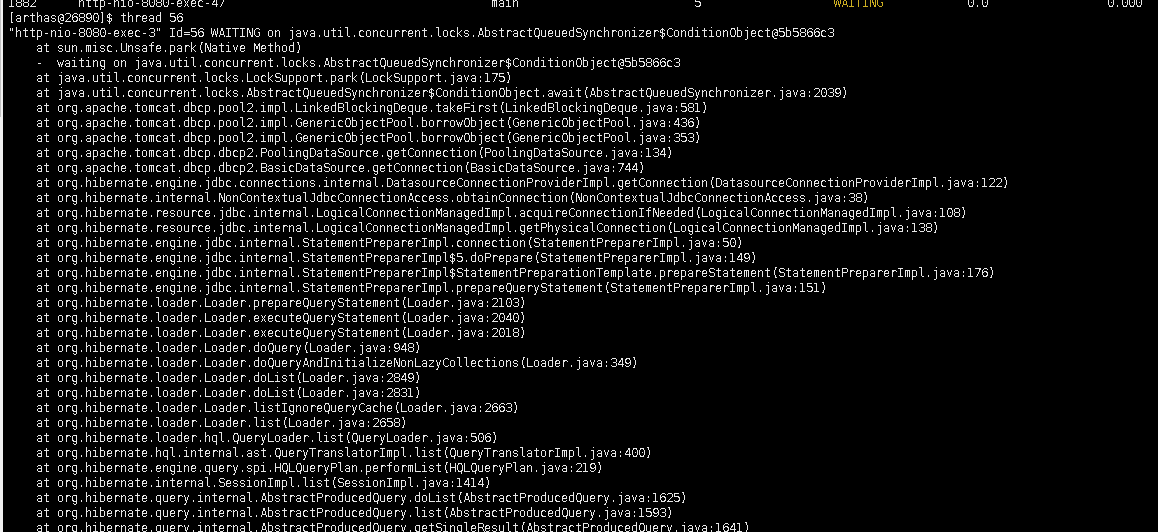 1882 http-nio-8080-exec-47 main 5 WAITING 0.0 0.000
[arthas@26890]$ thread 56
"http-nio-8080-exec-3" Id=56 WAITING on java.util.concurrent.locks.AbstractQueuedSynchronizer$ConditionObject@5b5866c3
    at sun.misc.Unsafe.park(Native Method)
    -  waiting on java.util.concurrent.locks.AbstractQueuedSynchronizer$ConditionObject@5b5866c3
    at java.util.concurrent.locks.LockSupport.park(LockSupport.java:175)
    at java.util.concurrent.locks.AbstractQueuedSynchronizer$ConditionObject.await(AbstractQueuedSynchronizer.java:2039)
    at org.apache.tomcat.dbcp.pool2.impl.LinkedBlockingDeque.takeFirst(LinkedBlockingDeque.java:581)
    at org.apache.tomcat.dbcp.pool2.impl.GenericObjectPool.borrowObject(GenericObjectPool.java:436)
    at org.apache.tomcat.dbcp.pool2.impl.GenericObjectPool.borrowObject(GenericObjectPool.java:353)
    at org.apache.tomcat.dbcp.dbcp2.PoolingDataSource.getConnection(PoolingDataSource.java:134)
    at org.apache.tomcat.dbcp.dbcp2.BasicDataSource.getConnection(BasicDataSource.java:744)
    at org.hibernate.engine.jdbc.connections.internal.DatasourceConnectionProviderImpl.getConnection(DatasourceConnectionProviderImpl.java:122)
    at org.hibernate.internal.NonContextualJdbcConnectionAccess.obtainConnection(NonContextualJdbcConnectionAccess.java:38)
    at org.hibernate.resource.jdbc.internal.LogicalConnectionManagedImpl.acquireConnectionIfNeeded(LogicalConnectionManagedImpl.java:108)
    at org.hibernate.resource.jdbc.internal.LogicalConnectionManagedImpl.getPhysicalConnection(LogicalConnectionManagedImpl.java:138)
    at org.hibernate.engine.jdbc.internal.StatementPreparerImpl.connection(StatementPreparerImpl.java:50)
    at org.hibernate.engine.jdbc.internal.StatementPreparerImpl$5.doPrepare(StatementPreparerImpl.java:149)
    at org.hibernate.engine.jdbc.internal.StatementPreparerImpl$StatementPreparationTemplate.prepareStatement(StatementPreparerImpl.java:176)
    at org.hibernate.engine.jdbc.internal.StatementPreparerImpl.prepareQueryStatement(StatementPreparerImpl.java:151)
    at org.hibernate.loader.Loader.prepareQueryStatement(Loader.java:2103)
    at org.hibernate.loader.Loader.executeQueryStatement(Loader.java:2040)
    at org.hibernate.loader.Loader.executeQueryStatement(Loader.java:2018)
    at org.hibernate.loader.Loader.doQuery(Loader.java:948)
    at org.hibernate.loader.Loader.doQueryAndInitializeNonLazyCollections(Loader.java:349)
    at org.hibernate.loader.Loader.doList(Loader.java:2849)
    at org.hibernate.loader.Loader.doList(Loader.java:2831)
    at org.hibernate.loader.Loader.listIgnoreQueryCache(Loader.java:2663)
    at org.hibernate.loader.Loader.list(Loader.java:2658)
    at org.hibernate.loader.hql.QueryLoader.list(QueryLoader.java:506)
    at org.hibernate.hql.internal.ast.QueryTranslatorImpl.list(QueryTranslatorImpl.java:400)
    at org.hibernate.engine.query.spi.HQLQueryPlan.performList(HQLQueryPlan.java:219)
    at org.hibernate.internal.SessionImpl.list(SessionImpl.java:1414)
    at org.hibernate.query.internal.AbstractProducedQuery.doList(AbstractProducedQuery.java:1625)
    at org.hibernate.query.internal.AbstractProducedQuery.list(AbstractProducedQuery.java:1593)
    at org.hibernate.query.internal.AbstractProducedQuery.getSingleResult(AbstractProducedQuery.java:1641)